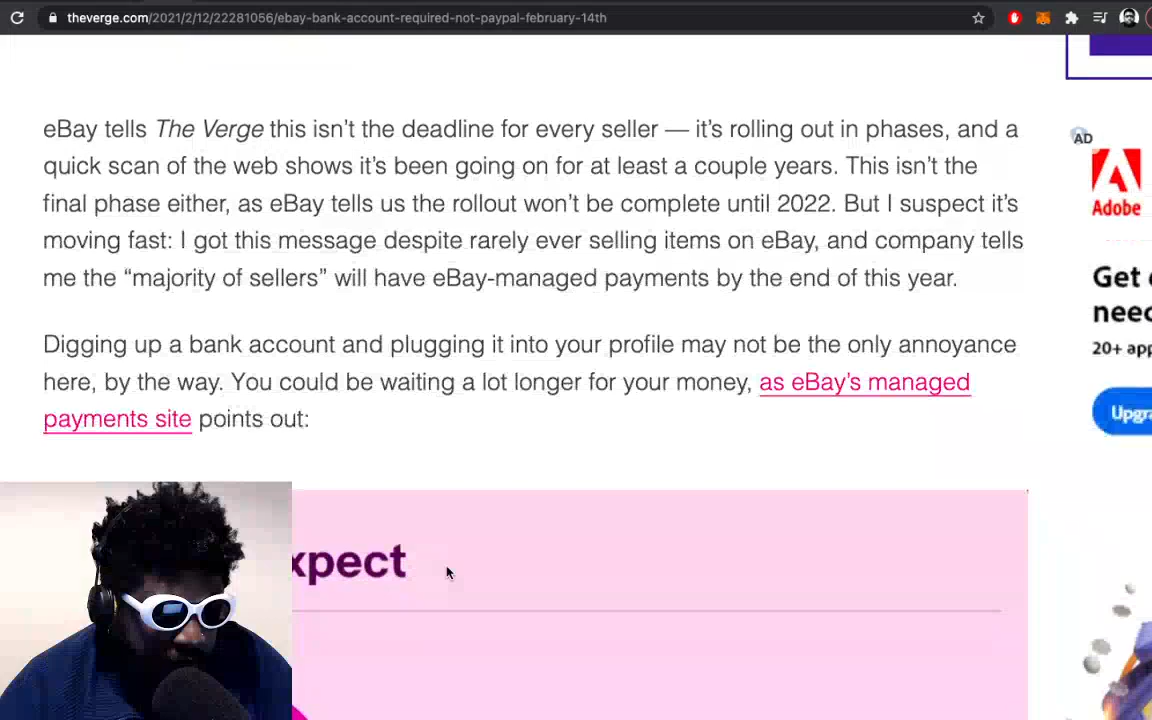 theverge.com/2021/2/12/22281056/ebay-bank-account-required-not-paypal-february-14th
eBay tells The Verge this isn’t the deadline for every seller — it’s rolling out in phases, and a
quick scan of the web shows it’s been going on for at least a couple years. This isn’t the
final phase either, as eBay tells us the rollout won’t be complete until 2022. But I suspect it’s
moving fast: I got this message despite rarely ever selling items on eBay, and company tells
me the “majority of sellers” will have eBay-managed payments by the end of this year.
Digging up a bank account and plugging it into your profile may not be the only annoyance
here, by the way. You could be waiting a lot longer for your money, as eBay’s managed
payments site points out:
xpect
AD
Adobe
Get
need
20+ app
Upgra